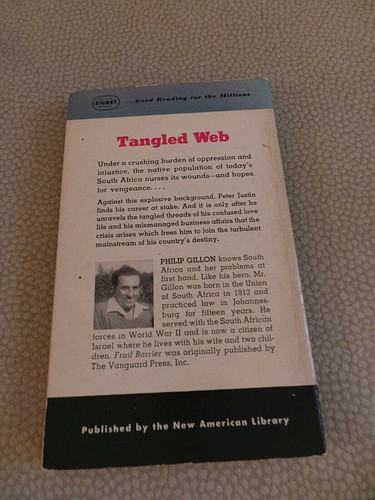 SIGNET
...Good Reading for the Millions
Tangled Web
Under a crushing burden of oppression and
injustice, the native population of today's
South Africa nurses its wounds—and hopes
for vengeance....
Against this explosive background, Peter Justin
finds his career at stake. And it is only after he
unravels the tangled threads of his confused love
life and his mismanaged business affairs that the
crisis arises which frees him to join the turbulent
mainstream of his country's destiny.
PHILIP GILLON knows South
Africa and her problems at
first hand. Like his hero, Mr.
Gillon was born in the Union
of South Africa in 1913 and
practiced law in Johannes-
burg for fifteen years. He
served with the South African
forces in World War II and is now a citizen of
Israel where he lives with his wife and two chil-
dren. Frail Barrier was originally published by
The Vanguard Press, Inc.
Published by the New American Library